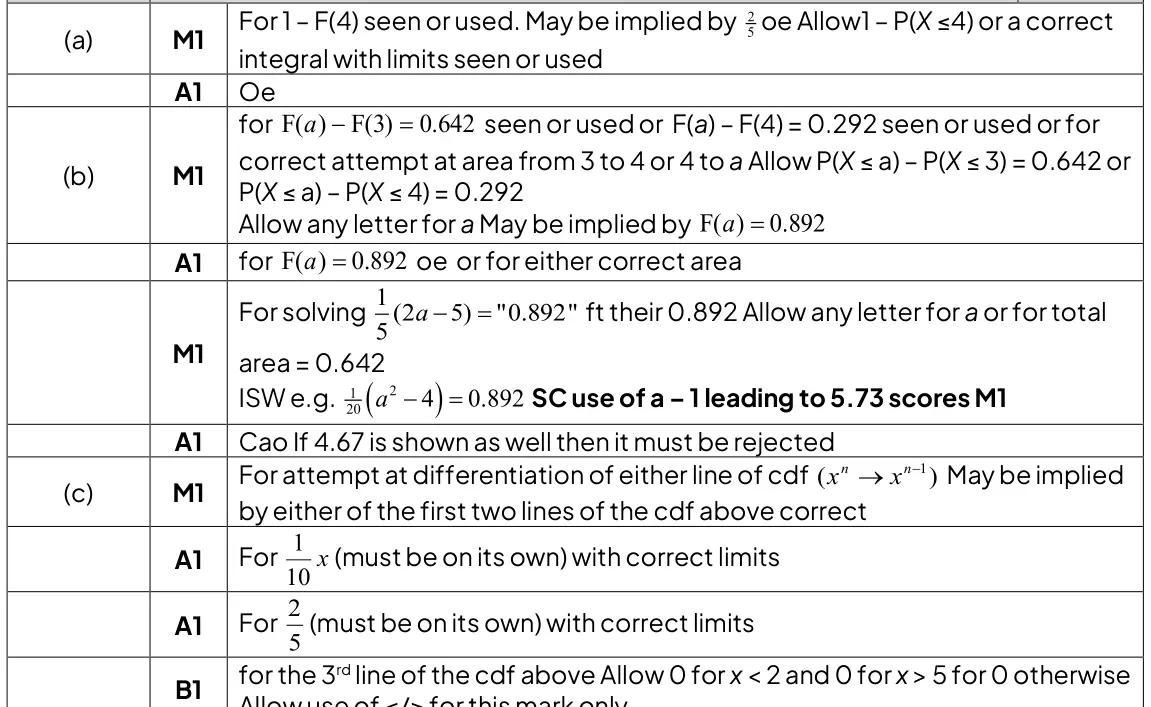 (a) M1 For 1 – F(4) seen or used. May be implied by 2/5 oe Allow1 – P(X ≤4) or a correct
integral with limits seen or used
A1 Oe
for F(a) − F(3) = 0.642 seen or used or F(a) – F(4) = 0.292 seen or used or for
(b) M1 correct attempt at area from 3 to 4 or 4 to a Allow P(X ≤ a) – P(X ≤ 3) = 0.642 or
P(X ≤ a) – P(X ≤ 4) = 0.292
Allow any letter for a May be implied by F(a) = 0.892
A1 for F(a) = 0.892 oe or for either correct area
M1 For solving 1/5(2a − 5) = "0.892" ft their 0.892 Allow any letter for a or for total
area = 0.642
ISW e.g. 1/20(a² − 4) = 0.892 SC use of a – 1 leading to 5.73 scores M1
A1 Cao If 4.67 is shown as well then it must be rejected
(c) M1 For attempt at differentiation of either line of cdf (xⁿ → xⁿ⁻¹) May be implied
by either of the first two lines of the cdf above correct
A1 For 1/10 x (must be on its own) with correct limits
A1 For 2/5 (must be on its own) with correct limits
B1 for the 3rd line of the cdf above Allow 0 for x < 2 and 0 for x > 5 for 0 otherwise
Allow use of </> for this mark only